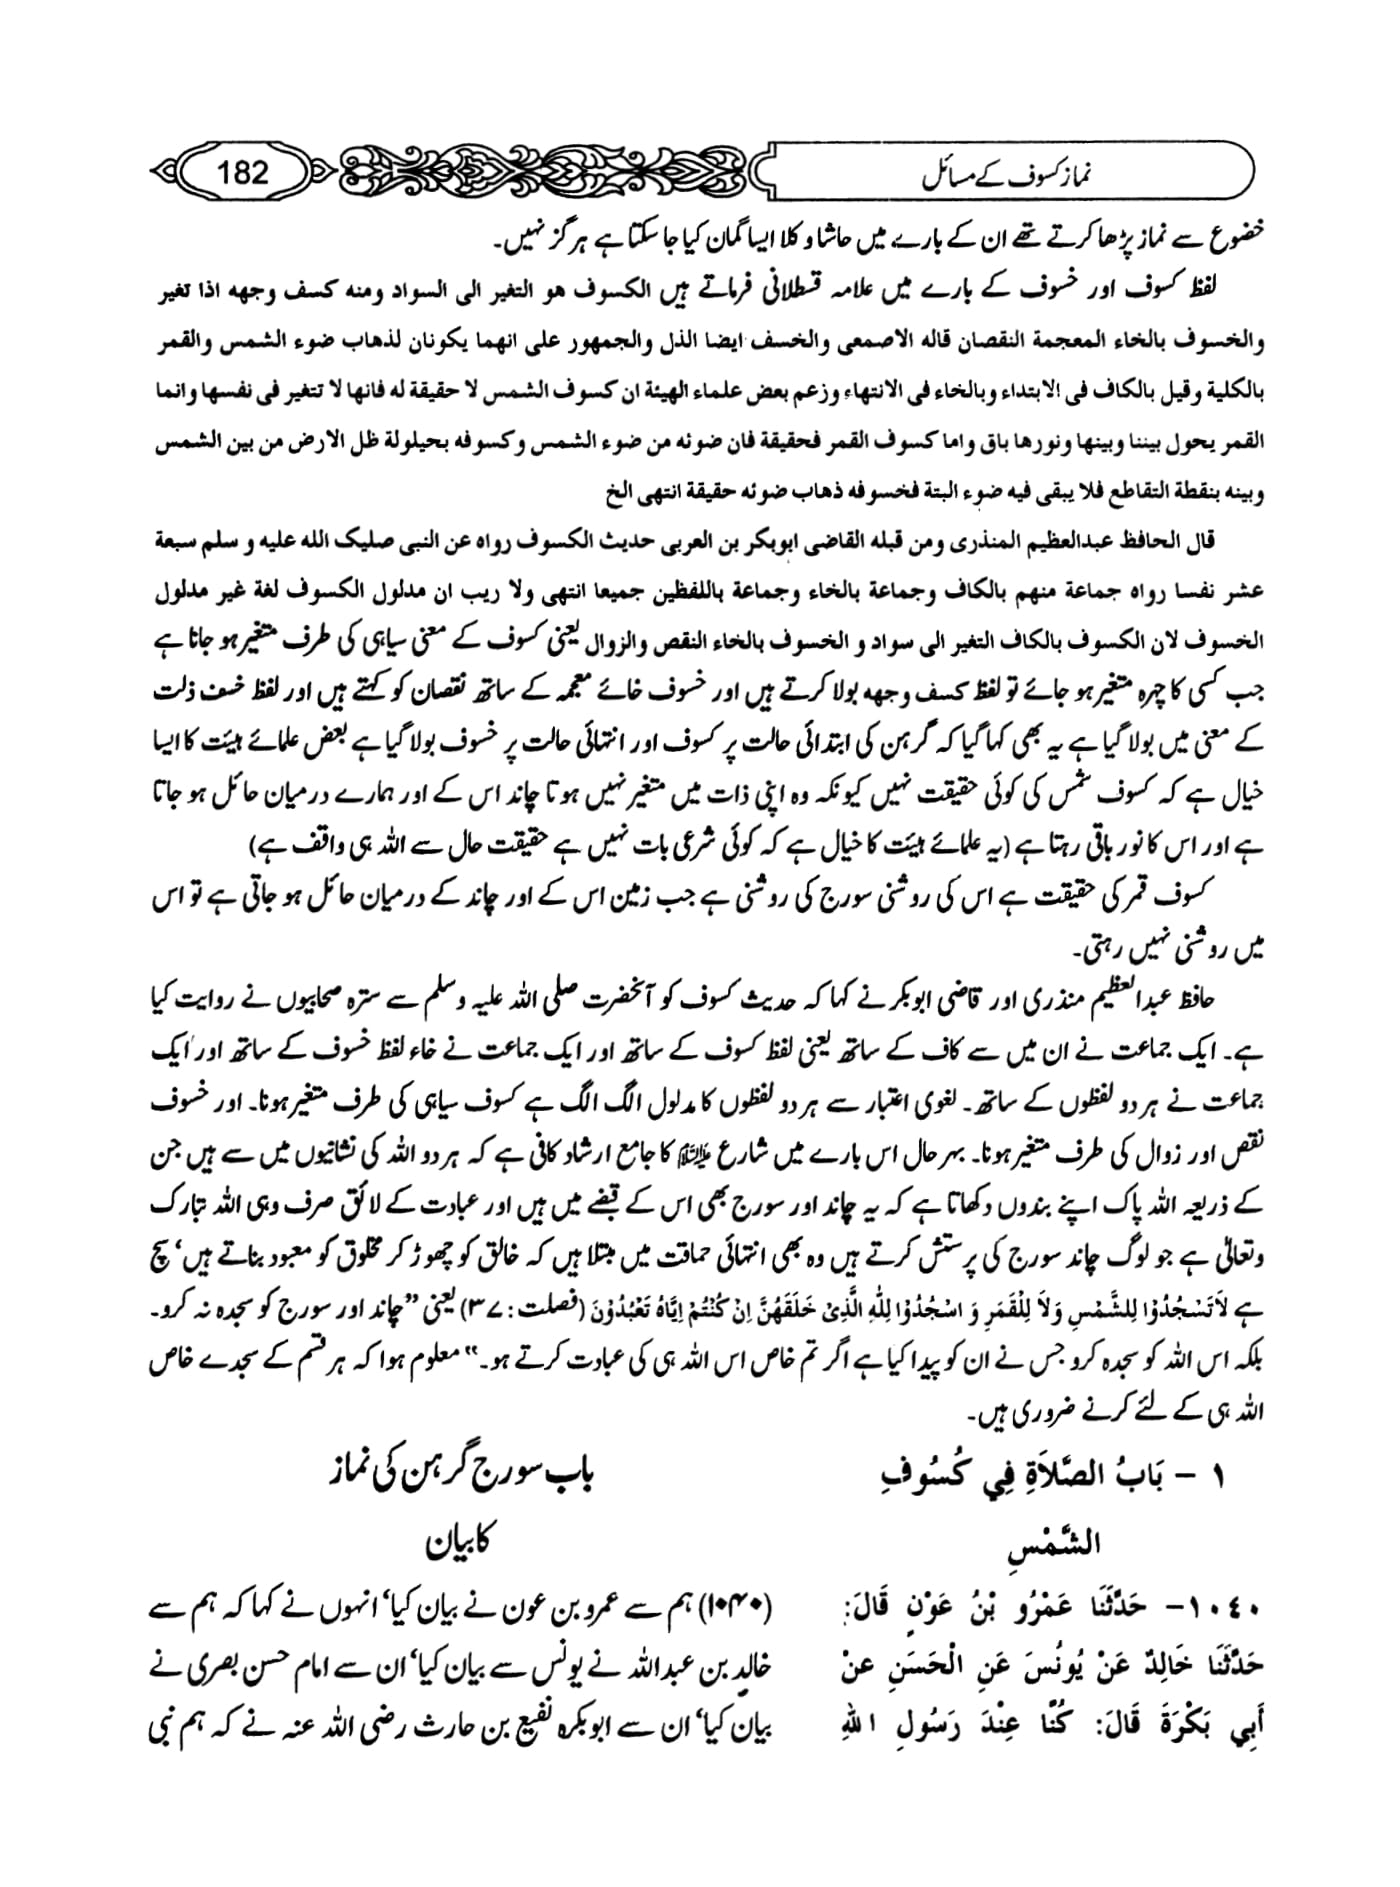 نماز کسوف کے مسائل
182
خضوع سے نماز پڑھا کرتے تھے ان کے بارے میں حاشا و کلا ایسا گمان کیا جا سکتا ہے ہرگز نہیں۔
لفظ کسوف اور خسوف کے بارے میں علامہ قسطلانی فرماتے ہیں الکسوف هو التغیر الی السواد ومنه کسف وجهه اذا تغیر
والخسوف بالخاء المعجمة النقصان قاله الاصمعی والخسف ایضا الذل والجمهور علی انهما یکونان لذهاب ضوء الشمس والقمر
بالکلیة وقیل بالکاف فی الابتداء وبالخاء فی الانتهاء وزعم بعض علماء الهیئة ان کسوف الشمس لا حقیقة له فانها لا تتغیر فی نفسها وانما
القمر یحول بیننا وبینها ونورها باق واما کسوف القمر فحقیقة فان ضوئه من ضوء الشمس وکسوفه بحیلولة ظل الارض من بین الشمس
وبینه بنقطة التقاطع فلا یبقی فیه ضوء البتة فخسوفه ذهاب ضوئه حقیقة انتهی الخ
قال الحافظ عبدالعظیم المنذری ومن قبله القاضی ابوبکر بن العربی حدیث الکسوف رواه عن النبی صلیک الله علیه و سلم سبعة
عشر نفسا رواه جماعة منهم بالکاف وجماعة بالخاء وجماعة باللفظین جمیعا انتهی ولا ریب ان مدلول الکسوف لغة غیر مدلول
الخسوف لان الکسوف بالکاف التغیر الی سواد و الخسوف بالخاء النقص والزوال یعنی کسوف کے معنی سیاہی کی طرف متغیر ہو جانا ہے
جب کسی کا چہرہ متغیر ہو جائے تو لفظ کسف وجهه بولا کرتے ہیں اور خسوف خائے معجمہ کے ساتھ نقصان کو کہتے ہیں اور لفظ خسف ذلت
کے معنی میں بولا گیا ہے یہ بھی کہا گیا کہ گرہن کی ابتدائی حالت پر کسوف اور انتہائی حالت پر خسوف بولا گیا ہے بعض علمائے ہیئت کا ایسا
خیال ہے کہ کسوف شمس کی کوئی حقیقت نہیں کیونکہ وہ اپنی ذات میں متغیر نہیں ہوتا چاند اس کے اور ہمارے درمیان حائل ہو جاتا
ہے اور اس کا نور باقی رہتا ہے (یہ علمائے ہیئت کا خیال ہے کہ کوئی شرعی بات نہیں ہے حقیقت حال سے اللہ ہی واقف ہے)
کسوف قمر کی حقیقت ہے اس کی روشنی سورج کی روشنی ہے جب زمین اس کے اور چاند کے درمیان حائل ہو جاتی ہے تو اس
میں روشنی نہیں رہتی۔
حافظ عبدالعظیم منذری اور قاضی ابوبکر نے کہا کہ حدیث کسوف کو آنحضرت صلی اللہ علیہ وسلم سے سترہ صحابیوں نے روایت کیا
ہے۔ ایک جماعت نے ان میں سے کاف کے ساتھ یعنی لفظ کسوف کے ساتھ اور ایک جماعت نے خاء لفظ خسوف کے ساتھ اور ایک
جماعت نے ہر دو لفظوں کے ساتھ۔ لغوی اعتبار سے ہر دو لفظوں کا مدلول الگ الگ ہے کسوف سیاہی کی طرف متغیر ہونا۔ اور خسوف
نقص اور زوال کی طرف متغیر ہونا۔ بہرحال اس بارے میں شارع ﷺ کا جامع ارشاد کافی ہے کہ ہر دو اللہ کی نشانیوں میں سے ہیں جن
کے ذریعہ اللہ پاک اپنے بندوں دکھاتا ہے کہ یہ چاند اور سورج بھی اس کے قبضے میں ہیں اور عبادت کے لائق صرف وہی اللہ تبارک
وتعالیٰ ہے جو لوگ چاند سورج کی پرستش کرتے ہیں وہ بھی انتہائی حماقت میں مبتلا ہیں کہ خالق کو چھوڑ کر مخلوق کو معبود بناتے ہیں' سچ
ہے لاَتَسْجُدُوْا لِلشَّمْسِ وَلاَ لِلْقَمَرِ وَ اسْجُدُوْا لِلّٰهِ الَّذِیْ خَلَقَهُنَّ اِنْ کُنْتُمْ اِیَّاهُ تَعْبُدُوْنَ (فصلت : ۳۷) یعنی "چاند اور سورج کو سجدہ نہ کرو۔
بلکہ اس اللہ کو سجدہ کرو جس نے ان کو پیدا کیا ہے اگر تم خاص اس اللہ ہی کی عبادت کرتے ہو۔" معلوم ہوا کہ ہر قسم کے سجدے خاص
اللہ ہی کے لئے کرنے ضروری ہیں۔
١ – بَابُ الصَّلاَةِ فِي كُسُوفِ
الشَّمْسِ
١٠٤٠– حَدَّثَنَا عَمْرُو بْنُ عَوْنٍ قَالَ:
حَدَّثَنَا خَالِدٌ عَنْ يُونُسَ عَنِ الْحَسَنِ عَنْ
أَبِي بَكْرَةَ قَالَ: كُنَّا عِنْدَ رَسُولِ اللهِ
باب سورج گرہن کی نماز
کا بیان
(۱۰۴۰) ہم سے عمرو بن عون نے بیان کیا' انہوں نے کہا کہ ہم سے
خالد بن عبداللہ نے یونس سے بیان کیا' ان سے امام حسن بصری نے
بیان کیا' ان سے ابوبکرہ نفیع بن حارث رضی اللہ عنہ نے کہ ہم نبی